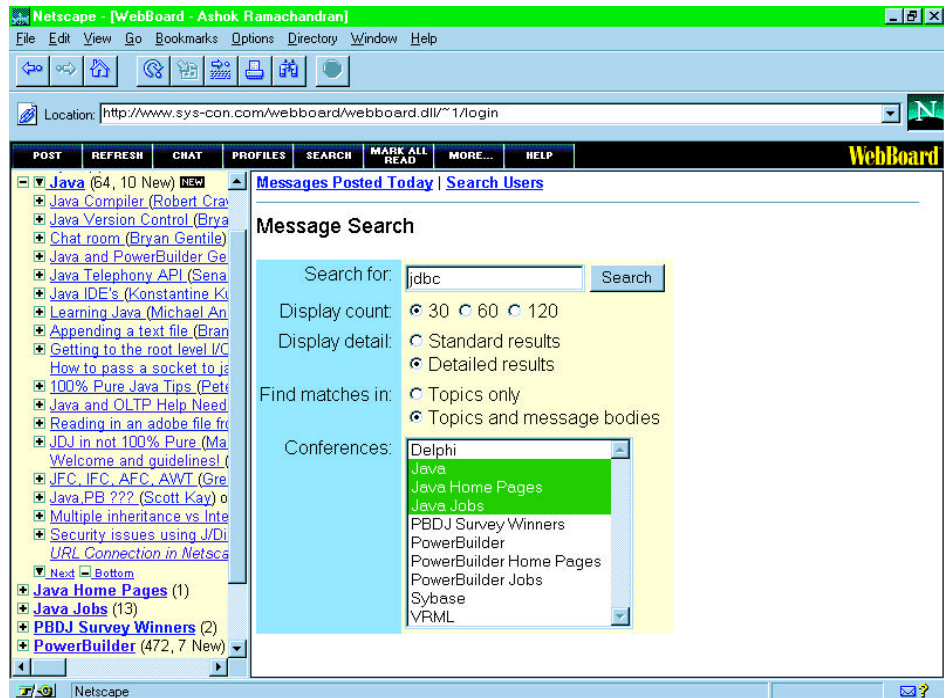 Netscape - [WebBoard - Ashok Ramachandran]
File Edit View Go Bookmarks Options Directory Window Help
Location: http://www.sys-con.com/webboard/webboard.dll/~1/login
N
POST REFRESH CHAT PROFILES SEARCH MARK ALL READ MORE... HELP WebBoard
Java (64, 10 New) NEW
Java Compiler (Robert Cra
Java Version Control (Brya
Chat room (Bryan Gentile)
Java and PowerBuilder Ge
Java Telephony API (Sena
Java IDE's (Konstantine Ku
Learning Java (Michael An
Appending a text file (Bran
Getting to the root level I/O
How to pass a socket to ja
100% Pure Java Tips (Pete
Java and OLTP Help Need
Reading in an adobe file fro
JDJ in not 100% Pure (Ma
Welcome and guidelines! (
JFC, IFC, AFC, AWT (Gre
Java,PB ??? (Scott Kay) o
Multiple inheritance vs Inte
Security issues using J/Di
URL Connection in Netsca
Next Bottom
Java Home Pages (1)
Java Jobs (13)
PBDJ Survey Winners (2)
PowerBuilder (472, 7 New)
Messages Posted Today | Search Users
Message Search
Search for: jdbc Search
Display count: 30 60 120
Display detail: Standard results
Detailed results
Find matches in: Topics only
Topics and message bodies
Conferences: Delphi
Java
Java Home Pages
Java Jobs
PBDJ Survey Winners
PowerBuilder
PowerBuilder Home Pages
PowerBuilder Jobs
Sybase
VRML
Netscape